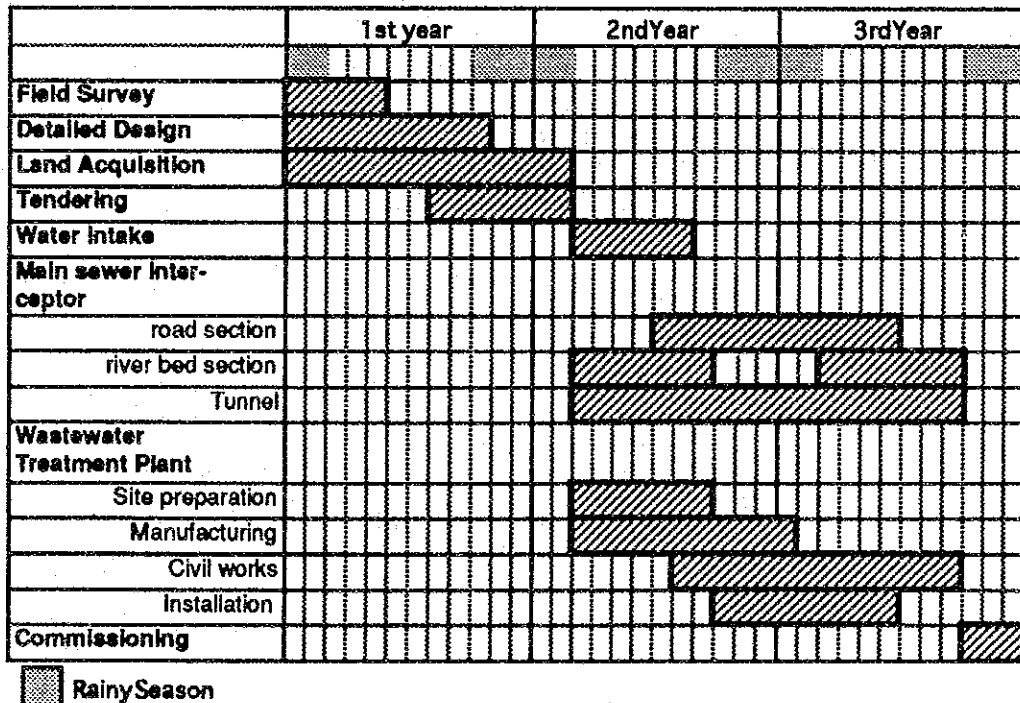 1st year 2ndYear 3rdYear
Field Survey
Detailed Design
Land Acquisition
Tendering
Water Intake
Main sewer inter-
ceptor
road section
river bed section
Tunnel
Wastewater
Treatment Plant
Site preparation
Manufacturing
Civil works
Installation
Commissioning
RainySeason